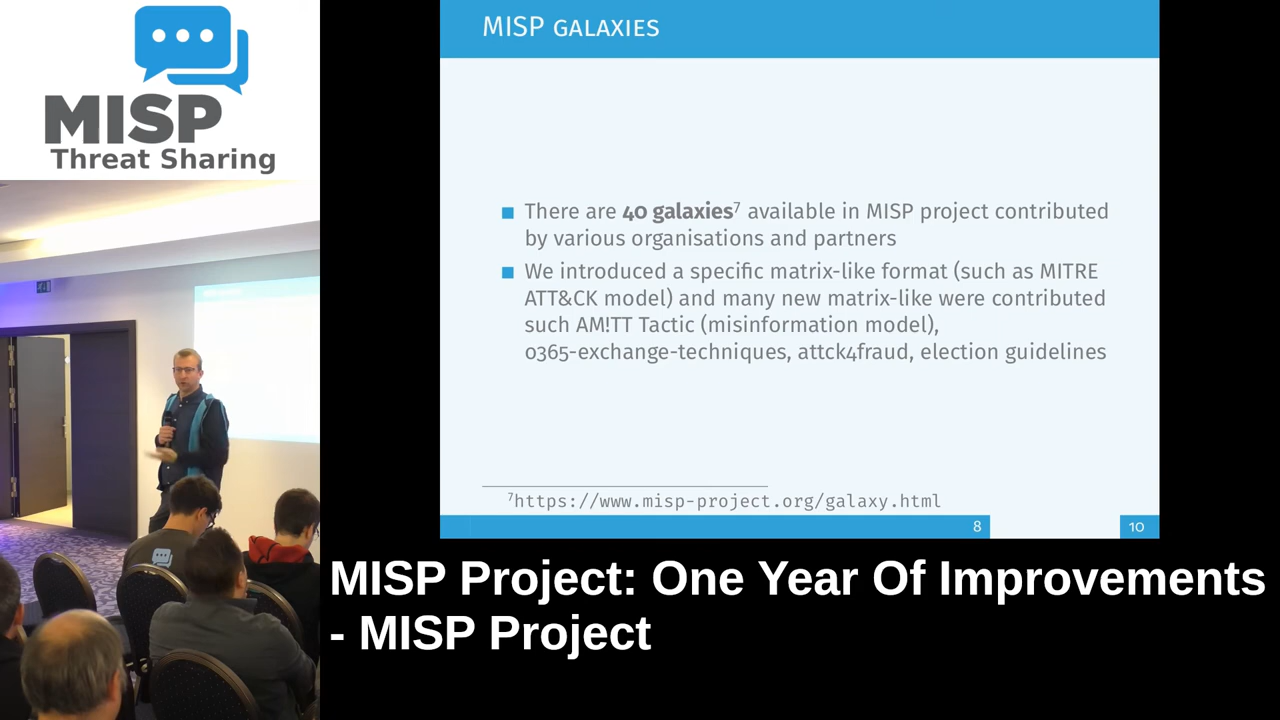 MISP
Threat Sharing
MISP GALAXIES
There are 40 galaxies⁷ available in MISP project contributed
by various organisations and partners
We introduced a specific matrix-like format (such as MITRE
ATT&CK model) and many new matrix-like were contributed
such AM!TT Tactic (misinformation model),
o365-exchange-techniques, attck4fraud, election guidelines
⁷https://www.misp-project.org/galaxy.html
8
10
MISP Project: One Year Of Improvements
- MISP Project